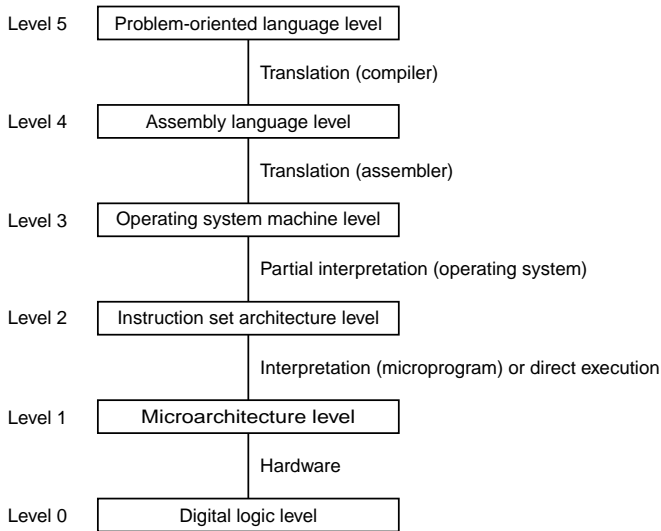 Level 5 Problem-oriented language level
Translation (compiler)
Level 4 Assembly language level
Translation (assembler)
Level 3 Operating system machine level
Partial interpretation (operating system)
Level 2 Instruction set architecture level
Interpretation (microprogram) or direct execution
Level 1 Microarchitecture level
Hardware
Level 0 Digital logic level